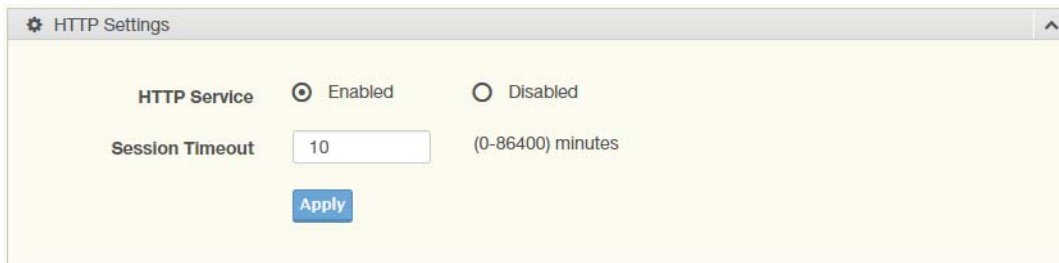 HTTP Settings
HTTP Service Enabled Disabled
Session Timeout 10 (0-86400) minutes
Apply